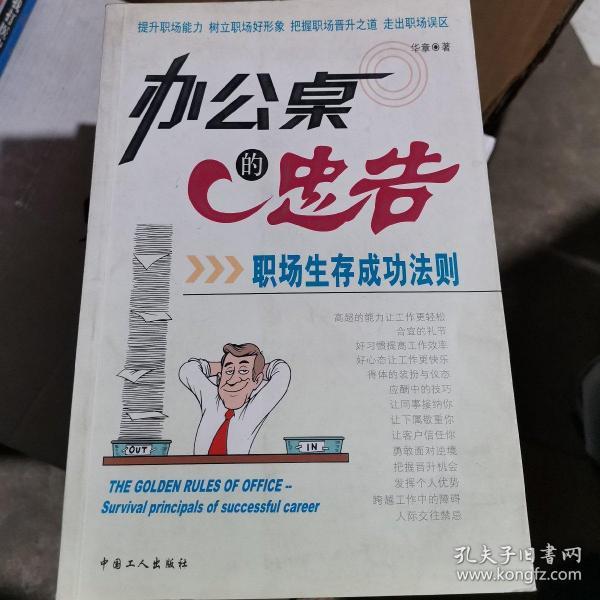 提升职场能力 树立职场好形象 把握职场晋升之道 走出职场误区
华章◉著
办公桌
的忠告
>>> 职场生存成功法则
高超的能力让工作更轻松
合宜的礼节
好习惯提高工作效率
好心态让工作更快乐
得体的装扮与仪态
应酬中的技巧
让同事接纳你
让下属敬重你
让客户信任你
勇敢面对逆境
把握晋升机会
发挥个人优势
跨越工作中的障碍
人际交往禁忌
OUT
IN
THE GOLDEN RULES OF OFFICE--
Survival principals of successful career
中国工人出版社
孔夫子旧书网
www.kongfz.com